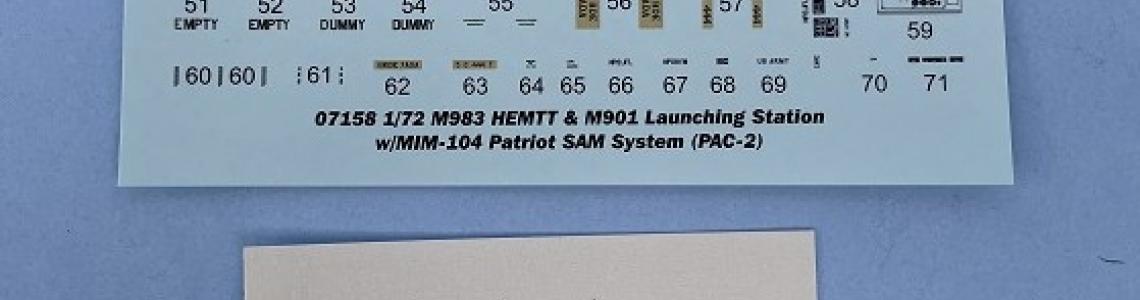 51 52 53 54 55 56 57 58
EMPTY EMPTY DUMMY DUMMY
59
60 60 61 62 63 64 65 66 67 68 69 70 71
US ARMY
07158 1/72 M983 HEMTT & M901 Launching Station
w/MIM-104 Patriot SAM System (PAC-2)